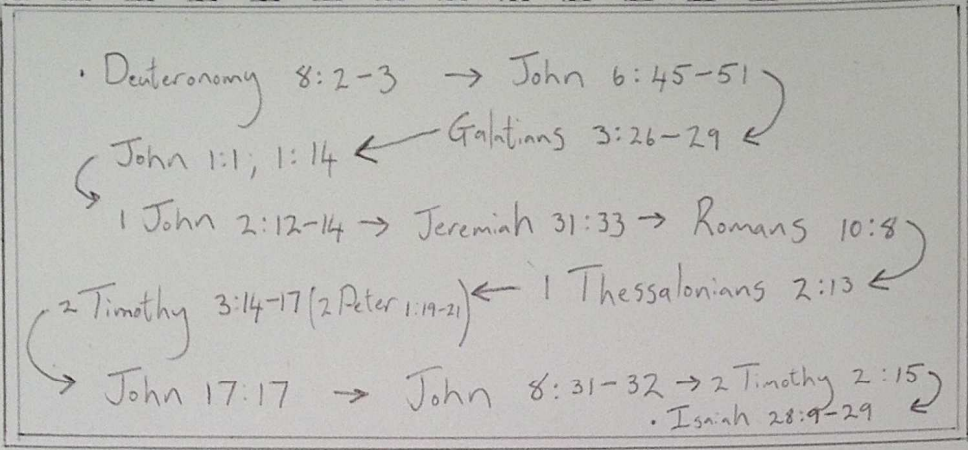 · Deuteronomy 8:2-3 → John 6:45-51
Galatians 3:26-29
John 1:1; 1:14 ←
1 John 2:12-14 → Jeremiah 31:33 → Romans 10:8
1 Thessalonians 2:13
2 Timothy 3:14-17 (2 Peter 1:19-21) ←
John 17:17 → John 8:31-32 → 2 Timothy 2:15
· Isaiah 28:9-29